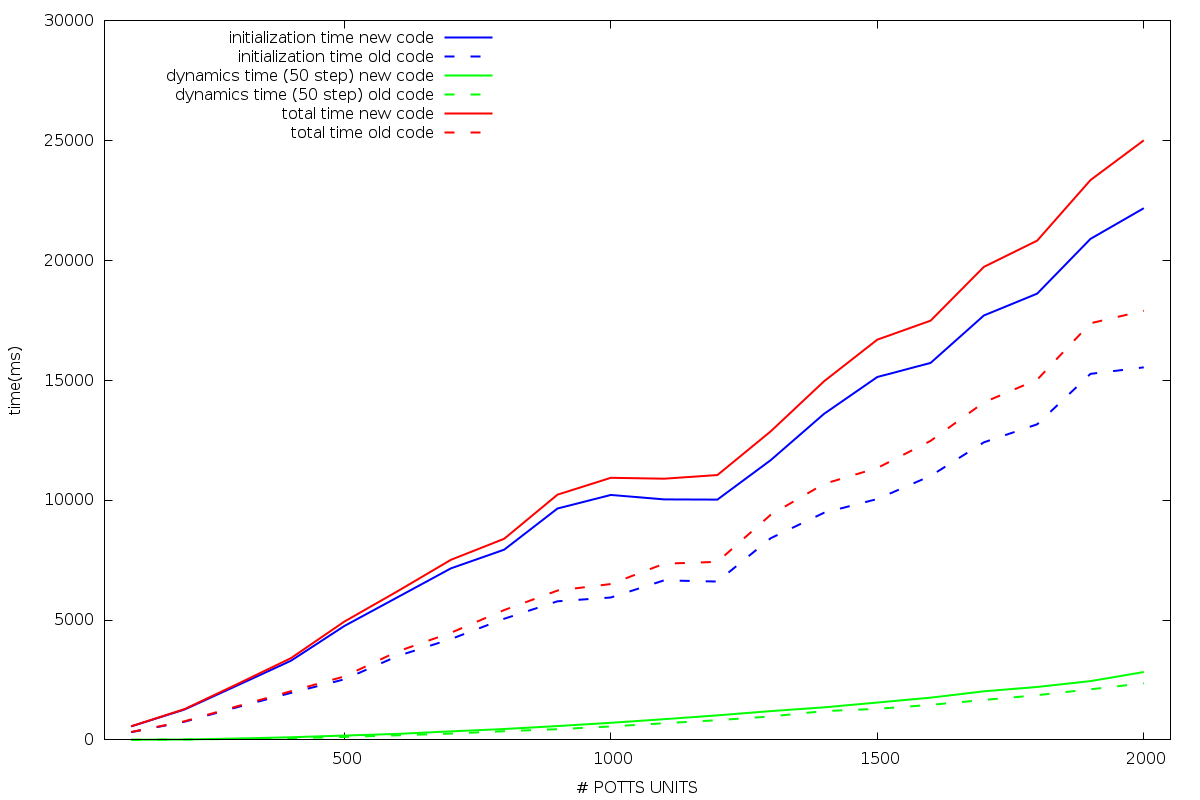 30000
25000
20000
15000
10000
5000
0
time(ms)
initialization time new code
initialization time old code
dynamics time (50 step) new code
dynamics time (50 step) old code
total time new code
total time old code
500
1000
1500
2000
# POTTS UNITS